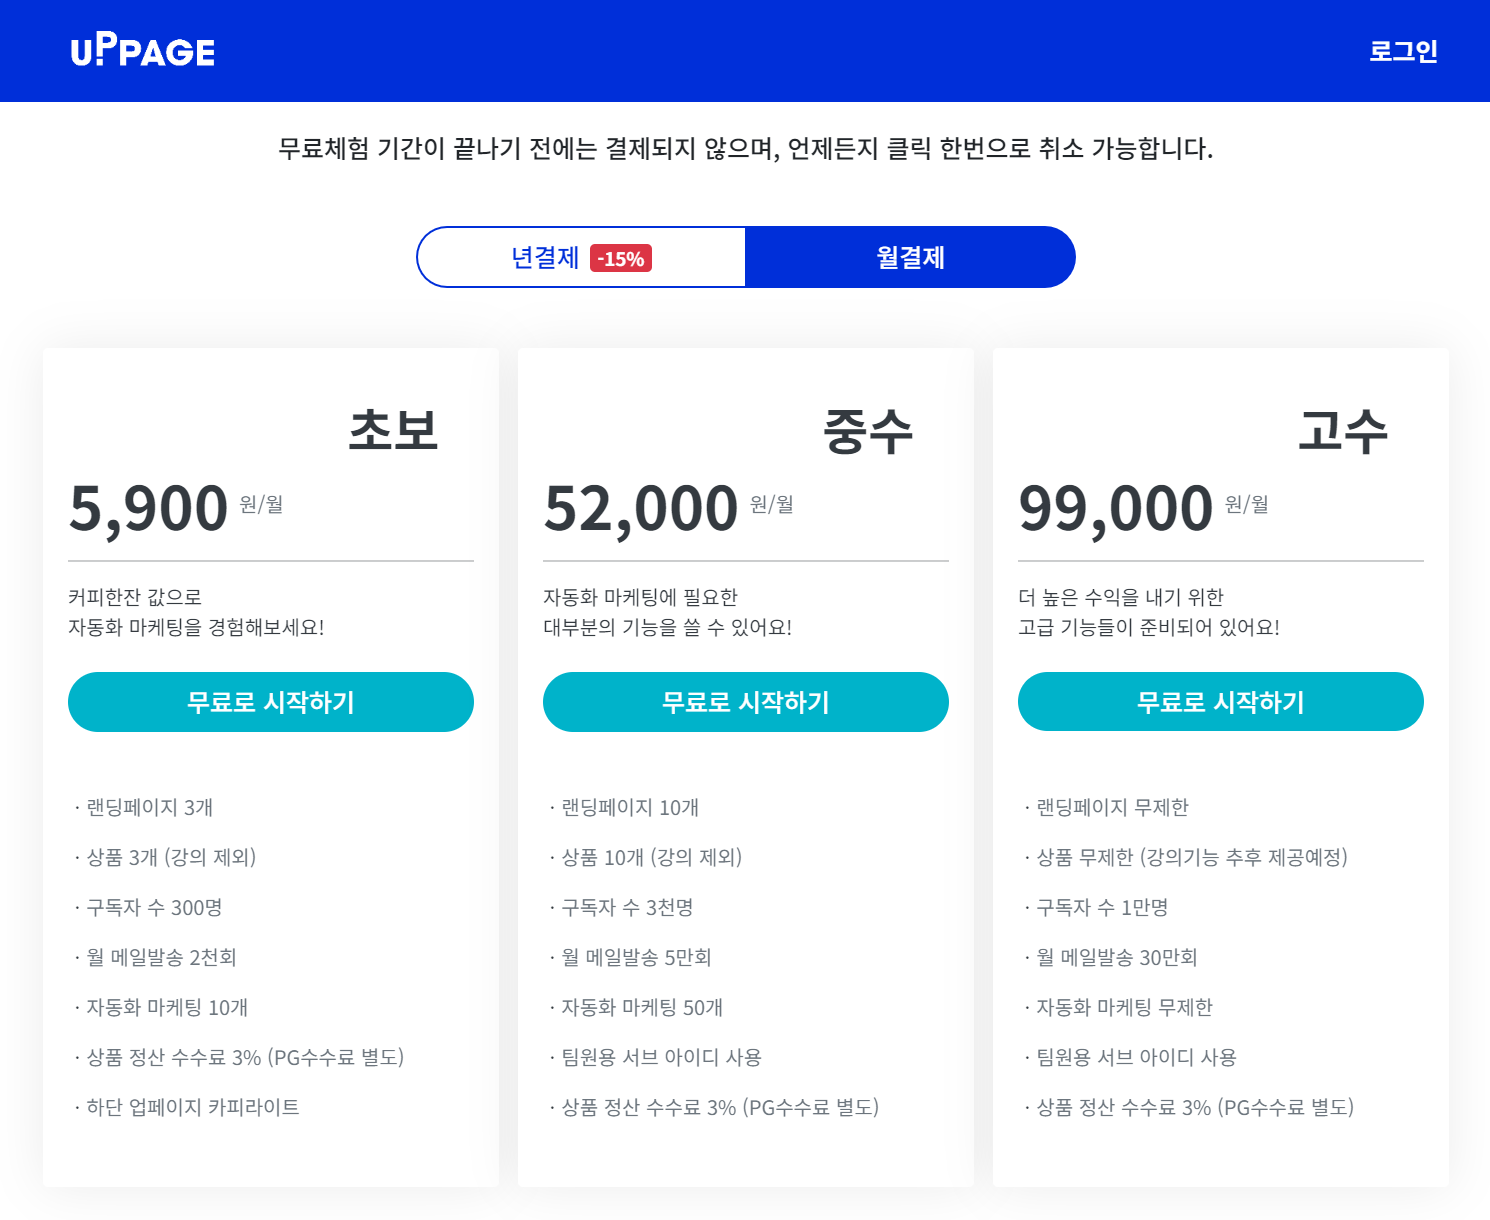 UPPAGE
로그인
무료체험 기간이 끝나기 전에는 결제되지 않으며, 언제든지 클릭 한번으로 취소 가능합니다.
년결제 -15%
월결제
초보
5,900 원/월
커피한잔 값으로
자동화 마케팅을 경험해보세요!
무료로 시작하기
· 랜딩페이지 3개
· 상품 3개 (강의 제외)
· 구독자 수 300명
· 월 메일발송 2천회
· 자동화 마케팅 10개
· 상품 정산 수수료 3% (PG수수료 별도)
· 하단 업페이지 카피라이트
중수
52,000 원/월
자동화 마케팅에 필요한
대부분의 기능을 쓸 수 있어요!
무료로 시작하기
· 랜딩페이지 10개
· 상품 10개 (강의 제외)
· 구독자 수 3천명
· 월 메일발송 5만회
· 자동화 마케팅 50개
· 팀원용 서브 아이디 사용
· 상품 정산 수수료 3% (PG수수료 별도)
고수
99,000 원/월
더 높은 수익을 내기 위한
고급 기능들이 준비되어 있어요!
무료로 시작하기
· 랜딩페이지 무제한
· 상품 무제한 (강의기능 추후 제공예정)
· 구독자 수 1만명
· 월 메일발송 30만회
· 자동화 마케팅 무제한
· 팀원용 서브 아이디 사용
· 상품 정산 수수료 3% (PG수수료 별도)